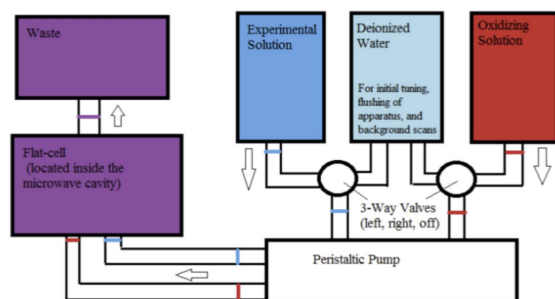 Waste
Experimental
Solution
Deionized
Water
For initial tuning,
flushing of
apparatus, and
background scans
Oxidizing
Solution
Flat-cell
(located inside the
microwave cavity)
3-Way Valves
(left, right, off)
Peristaltic Pump